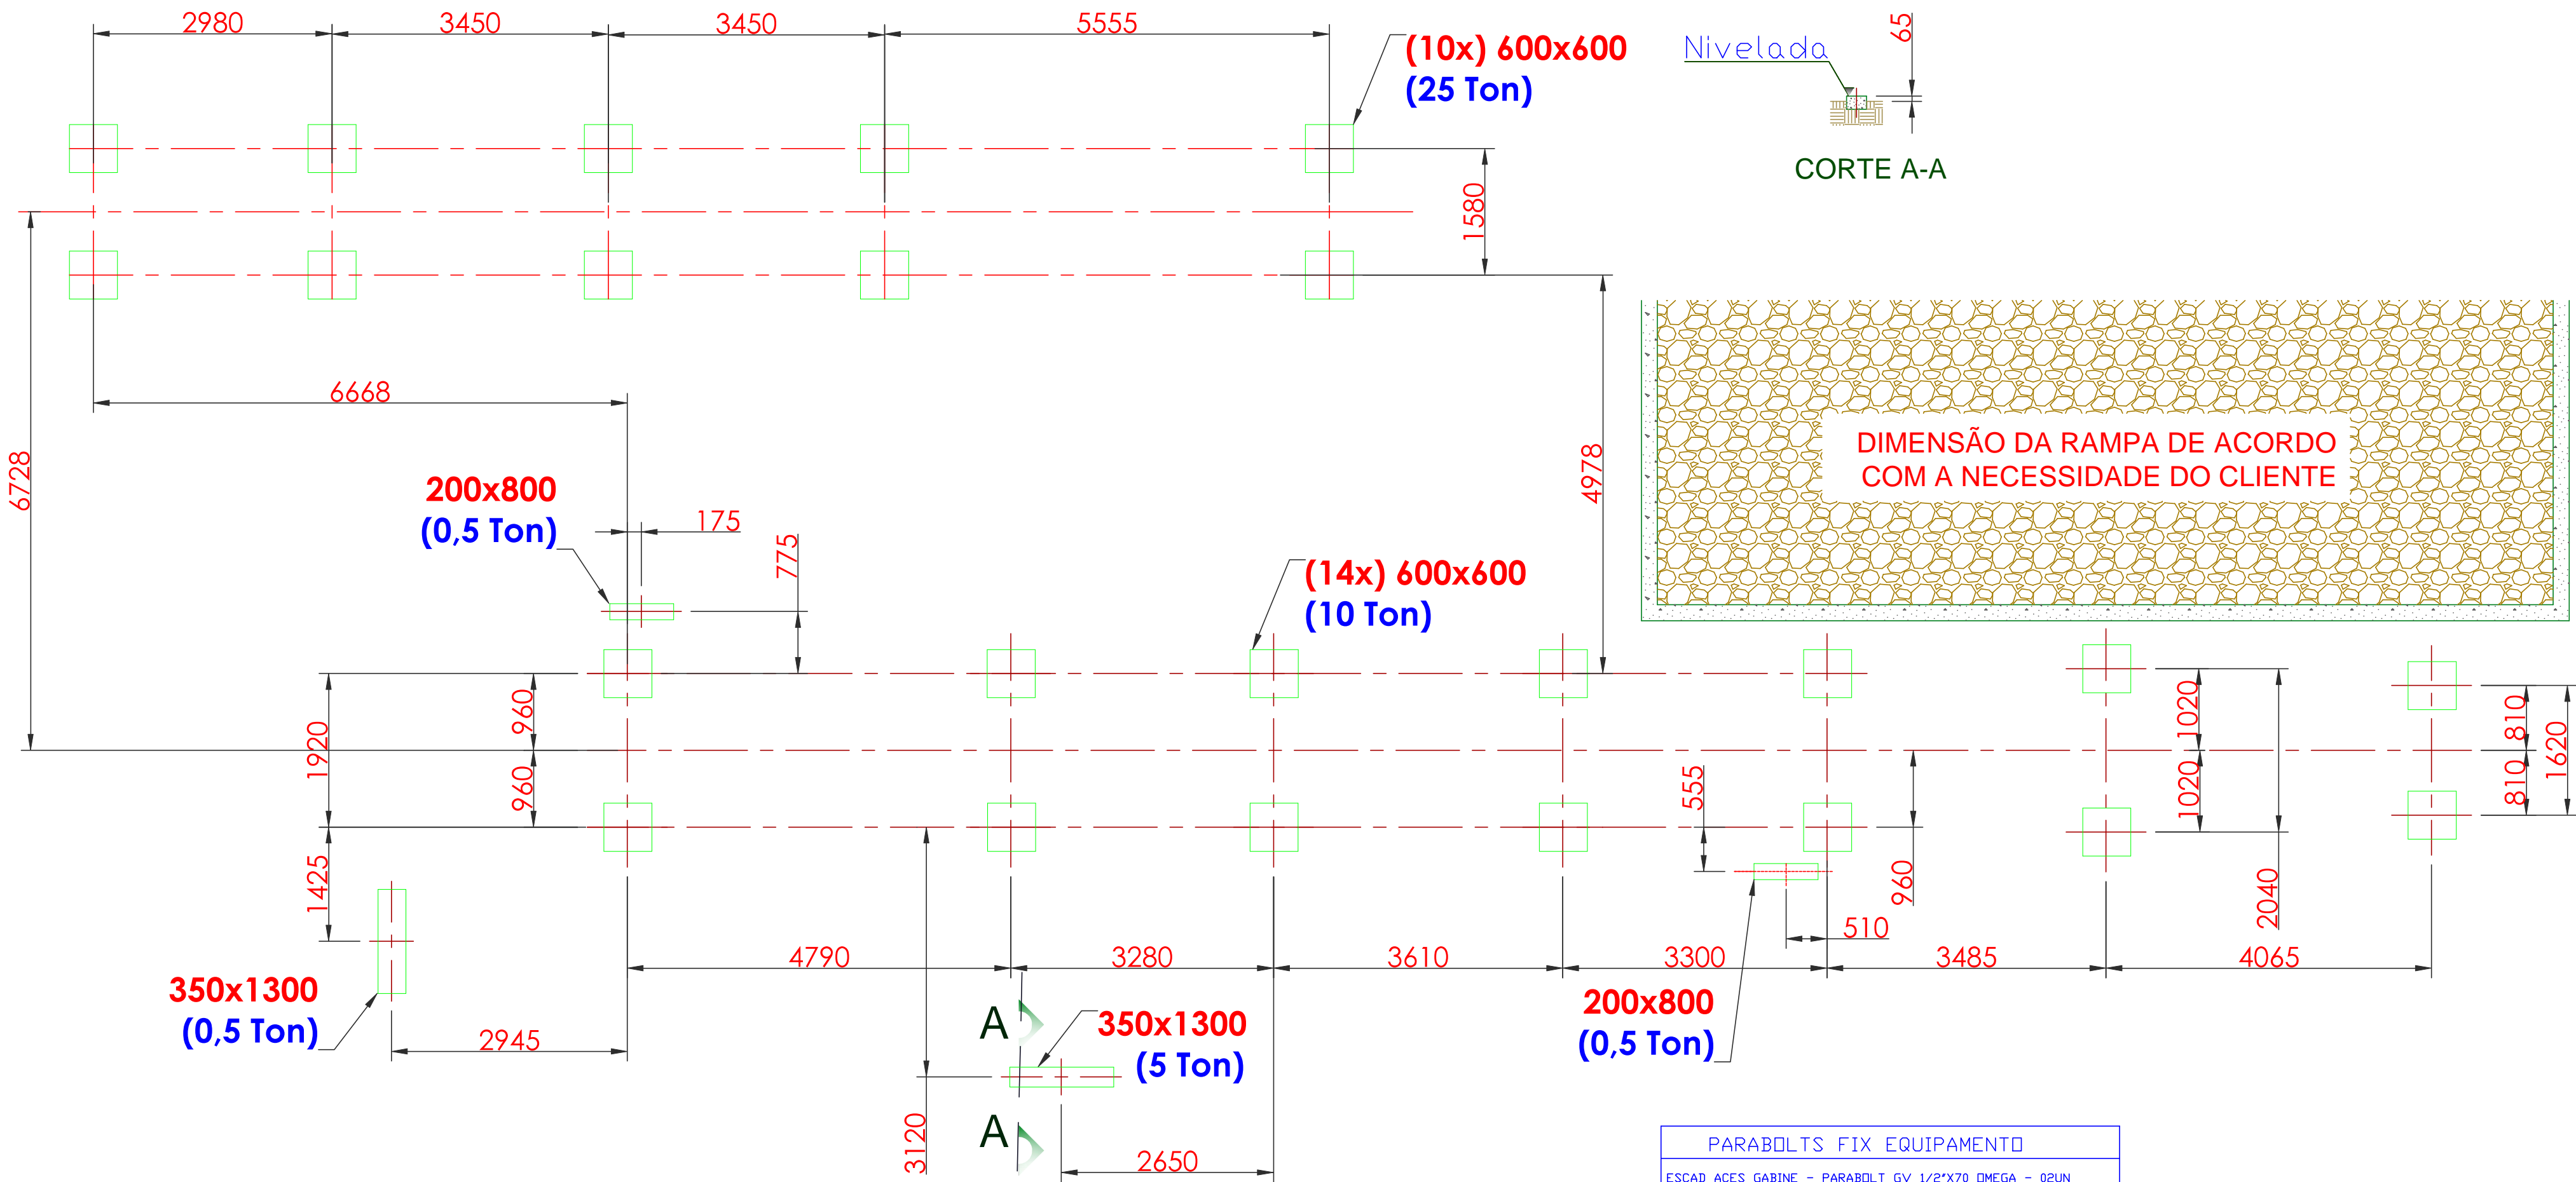 2980
3450
3450
5555
(10x) 600x600
(25 Ton)
Nivelada
65
CORTE A-A
1580
6668
6728
4978
DIMENSÃO DA RAMPA DE ACORDO
COM A NECESSIDADE DO CLIENTE
200x800
(0,5 Ton)
175
775
(14x) 600x600
(10 Ton)
960
1920
960
1425
1020
810
1620
1020
810
555
960
2040
510
4790
3280
3610
3300
3485
4065
350x1300
(0,5 Ton)
2945
A
350x1300
(5 Ton)
200x800
(0,5 Ton)
A
3120
2650
PARABOLTS FIX EQUIPAMENTO
ESCAD ACES GABINE - PARABOLT GV 1/2"X70 OMEGA - 02UN